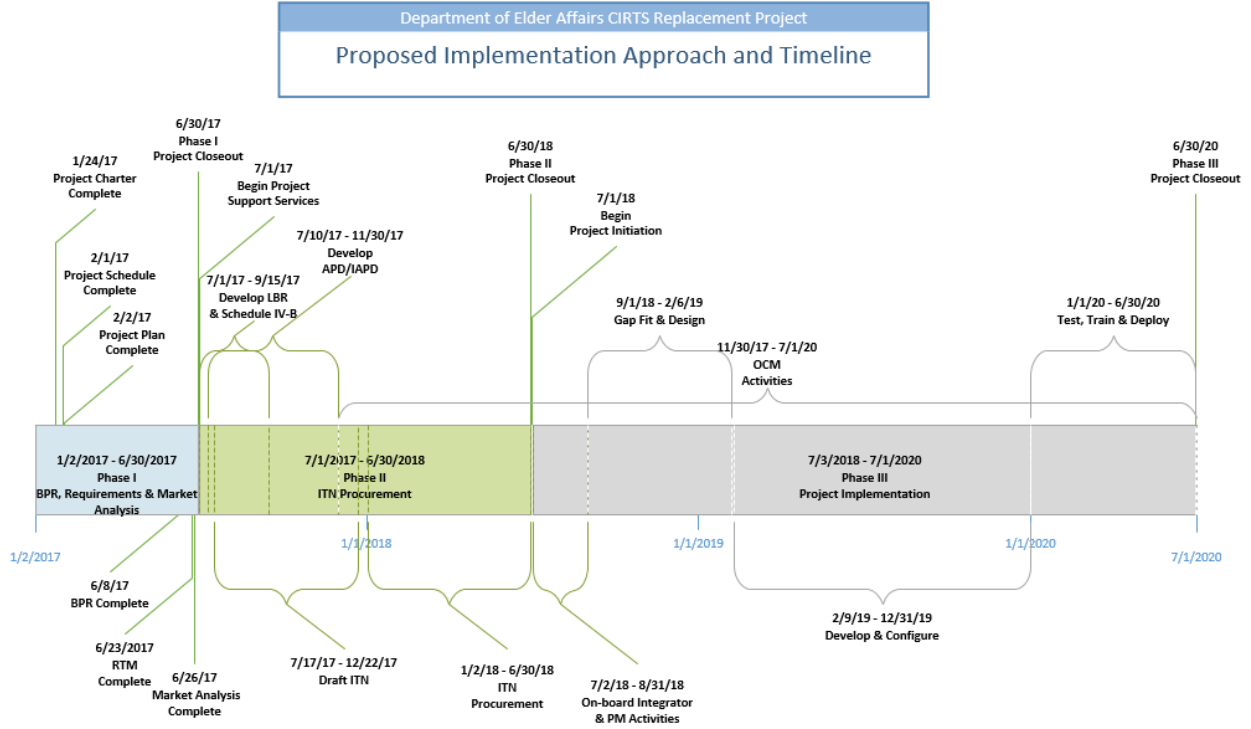 Department of Elder Affairs CIRTS Replacement Project
Proposed Implementation Approach and Timeline
6/30/17
Phase I
Project Closeout
1/24/17
Project Charter
Complete
7/1/17
Begin Project
Support Services
2/1/17
Project Schedule
Complete
2/2/17
Project Plan
Complete
7/10/17 - 11/30/17
Develop
APD/IAPD
7/1/17 - 9/15/17
Develop LBR
& Schedule IV-B
6/30/18
Phase II
Project Closeout
7/1/18
Begin
Project Initiation
9/1/18 - 2/6/19
Gap Fit & Design
11/30/17 - 7/1/20
OCM
Activities
1/1/20 - 6/30/20
Test, Train & Deploy
6/30/20
Phase III
Project Closeout
1/2/2017 - 6/30/2017
Phase I
BPR, Requirements & Market
Analysis
7/1/2017 - 6/30/2018
Phase II
ITN Procurement
7/3/2018 - 7/1/2020
Phase III
Project Implementation
1/2/2017
1/1/2018
1/1/2019
1/1/2020
7/1/2020
6/8/17
BPR Complete
6/23/2017
RTM
Complete
6/26/17
Market Analysis
Complete
7/17/17 - 12/22/17
Draft ITN
1/2/18 - 6/30/18
ITN
Procurement
7/2/18 - 8/31/18
On-board Integrator
& PM Activities
2/9/19 - 12/31/19
Develop & Configure